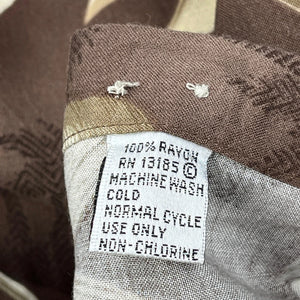 100% RAYON
RN 13185 ©
MACHINE WASH
COLD
NORMAL CYCLE
USE ONLY
NON-CHLORINE